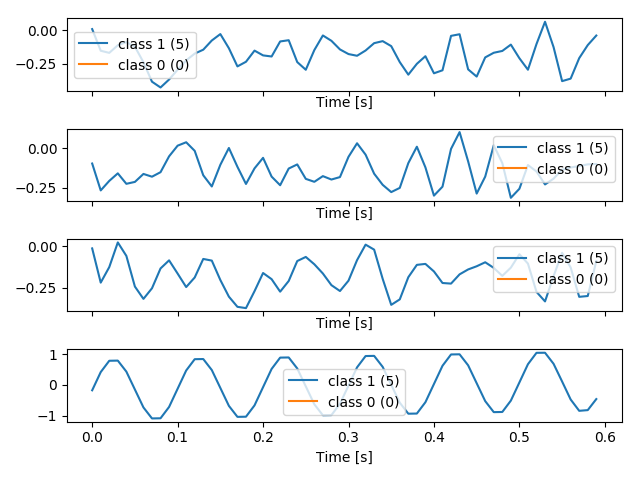 0.00
−0.25
class 1 (5)
class 0 (0)
Time [s]
0.00
−0.25
class 1 (5)
class 0 (0)
Time [s]
0.00
−0.25
class 1 (5)
class 0 (0)
Time [s]
1
0
−1
class 1 (5)
class 0 (0)
0.0 0.1 0.2 0.3 0.4 0.5 0.6
Time [s]